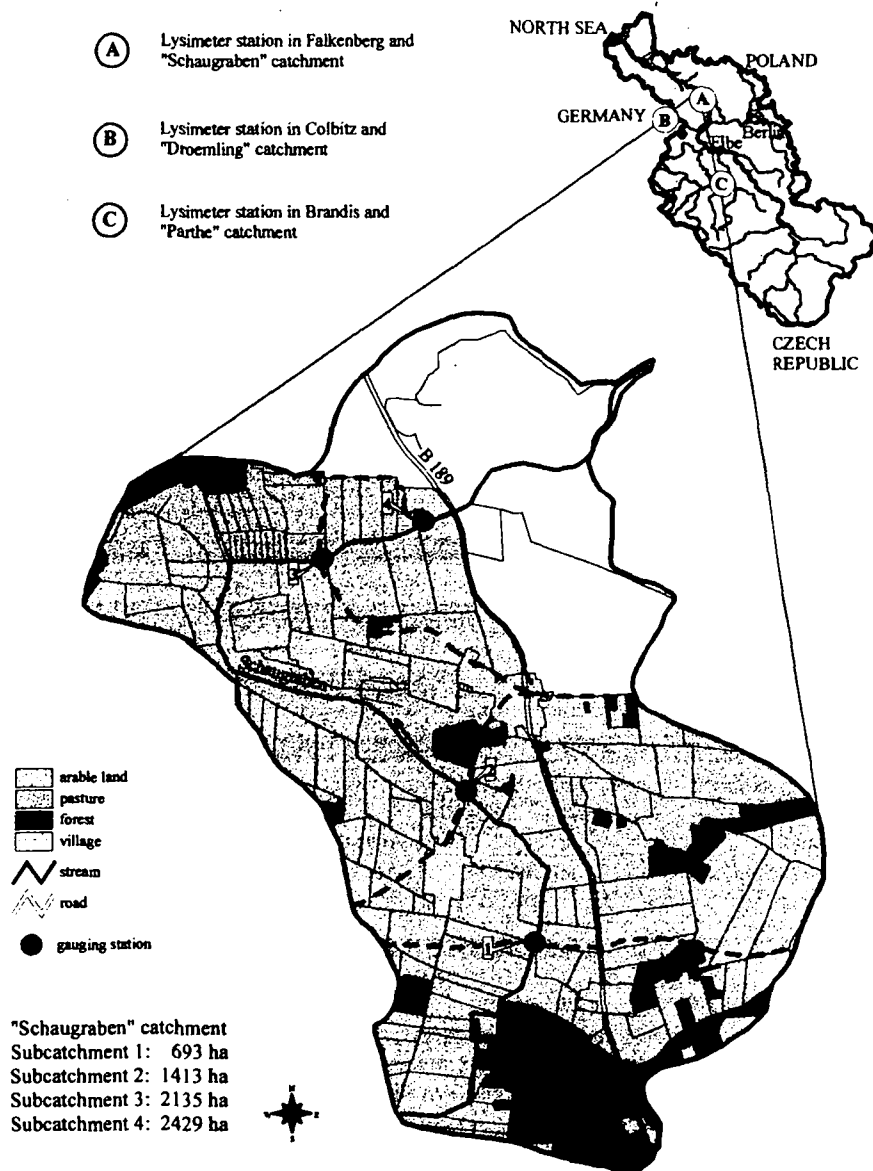 A
Lysimeter station in Falkenberg and
"Schaugraben" catchment
B
Lysimeter station in Colbitz and
"Droemling" catchment
C
Lysimeter station in Brandis and
"Parthe" catchment
NORTH SEA
POLAND
A
GERMANY
B
Berlin
Elbe
C
CZECH
REPUBLIC
B 189
3
Schaugraben
2
1
arable land
pasture
forest
village
stream
road
gauging station
"Schaugraben" catchment
Subcatchment 1: 693 ha
Subcatchment 2: 1413 ha
Subcatchment 3: 2135 ha
Subcatchment 4: 2429 ha
N
S